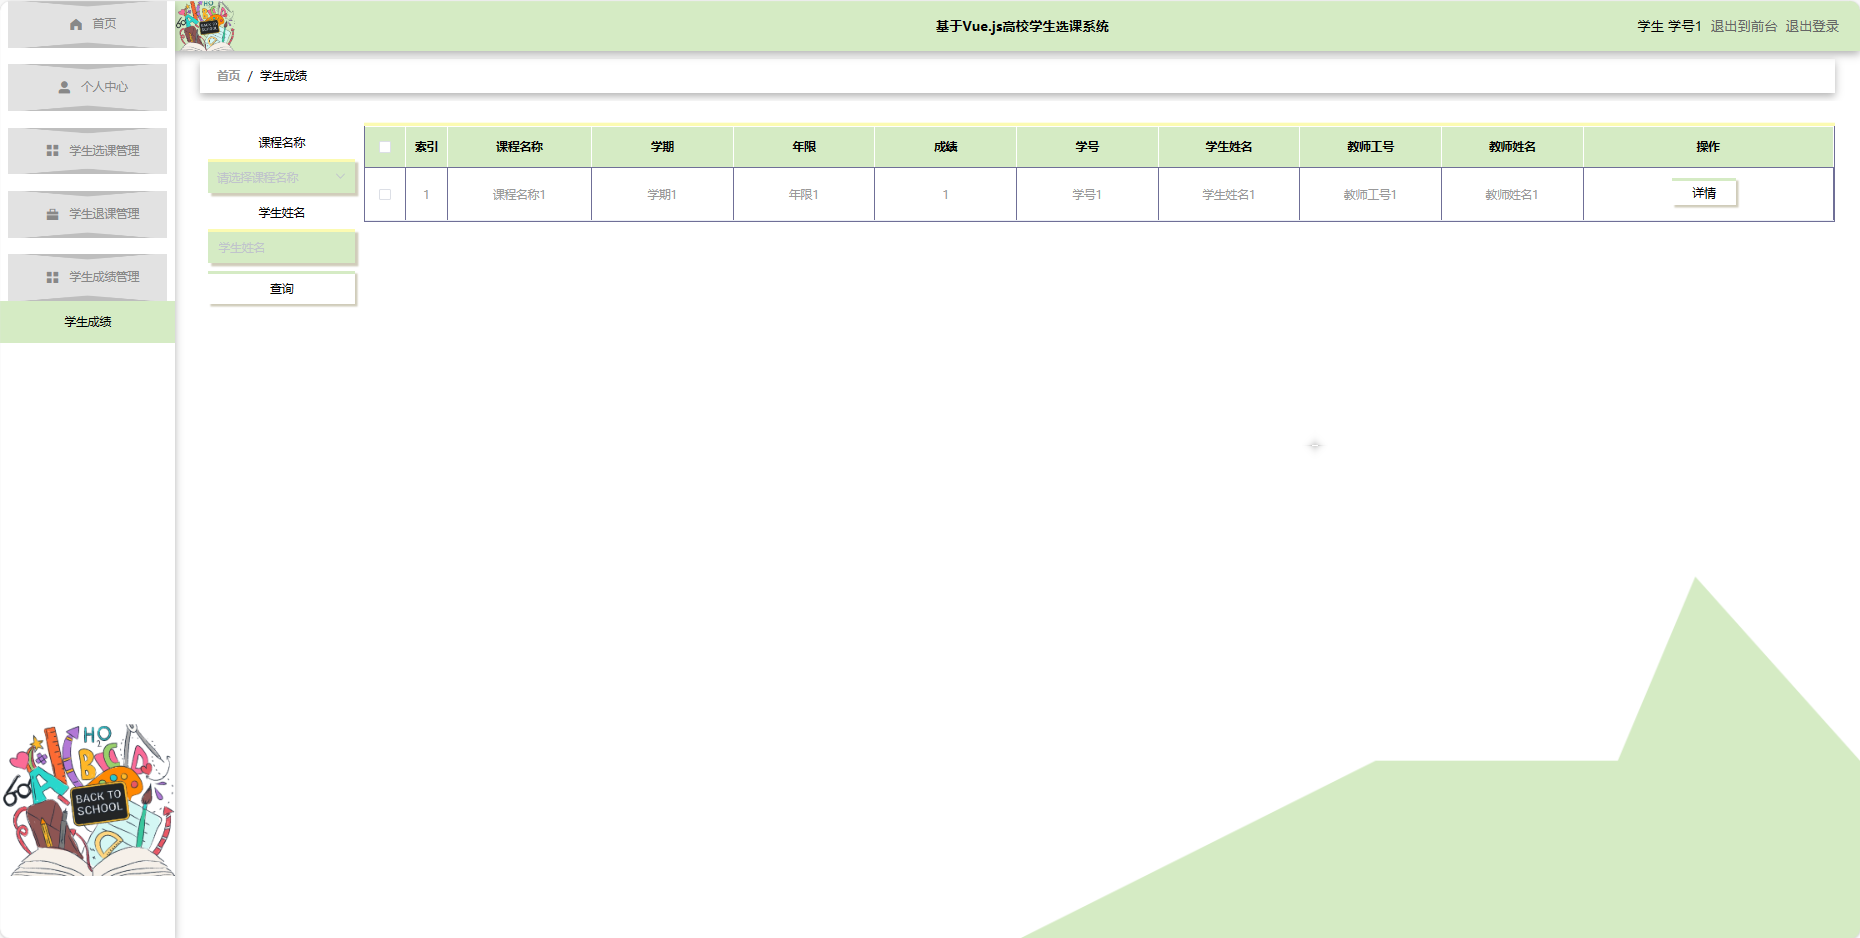 首页
个人中心
学生选课管理
学生退课管理
学生成绩管理
学生成绩
H2O
ABCD
BACK TO
SCHOOL
BACK TO
SCHOOL
基于Vue.js高校学生选课系统
学生 学号1 退出到前台 退出登录
首页 / 学生成绩
课程名称
请选择课程名称
学生姓名
学生姓名
查询
索引 课程名称 学期 年限 成绩 学号 学生姓名 教师工号 教师姓名 操作
1 课程名称1 学期1 年限1 1 学号1 学生姓名1 教师工号1 教师姓名1 详情